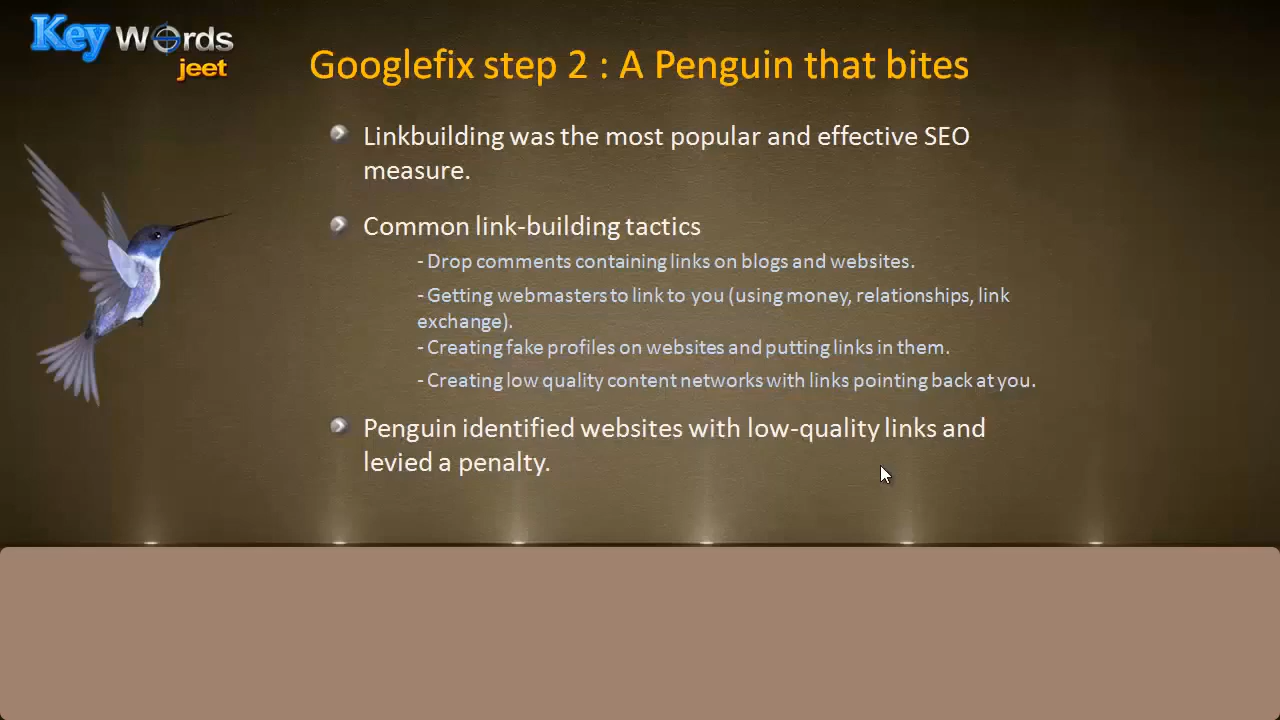 Key Words
jeet
Googlefix step 2 : A Penguin that bites
Linkbuilding was the most popular and effective SEO
measure.
Common link-building tactics
- Drop comments containing links on blogs and websites.
- Getting webmasters to link to you (using money, relationships, link
exchange).
- Creating fake profiles on websites and putting links in them.
- Creating low quality content networks with links pointing back at you.
Penguin identified websites with low-quality links and
levied a penalty.